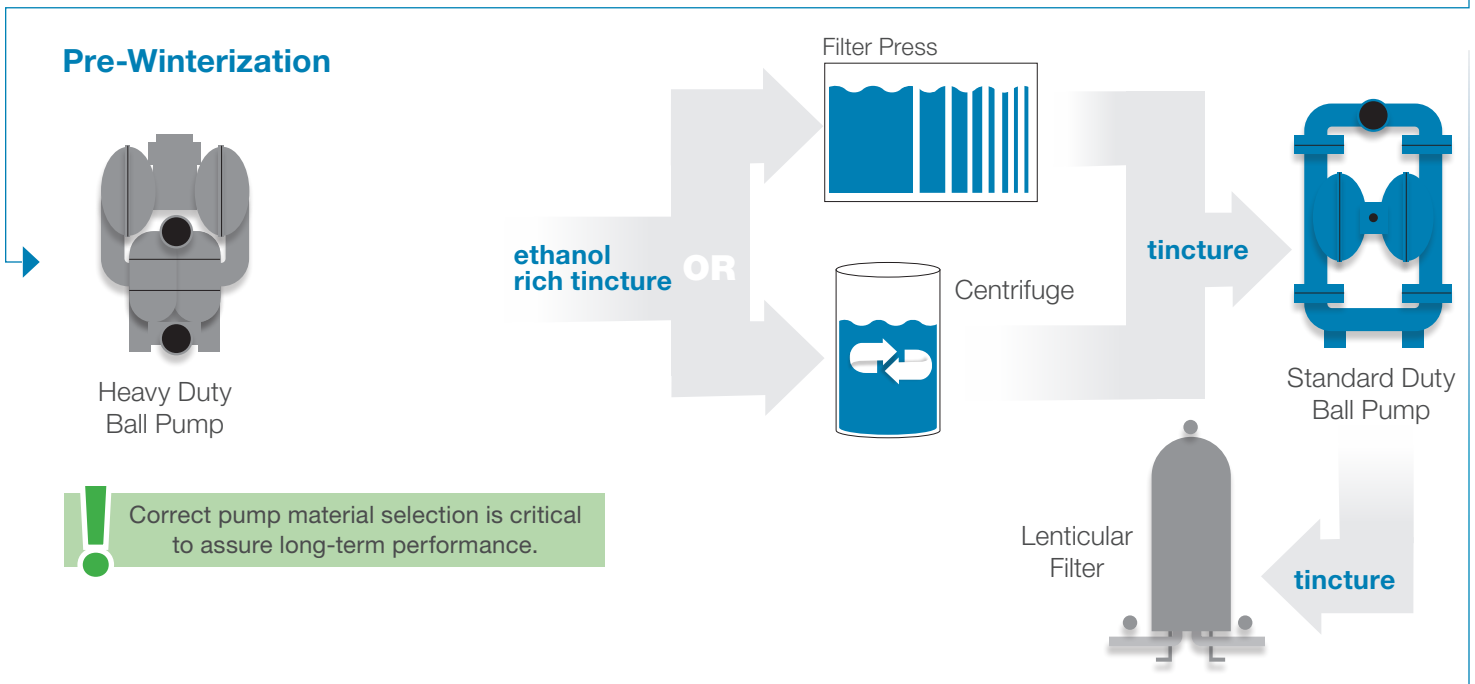 Pre-Winterization
Filter Press
ethanol
rich tincture
OR
tincture
Centrifuge
Heavy Duty
Ball Pump
Standard Duty
Ball Pump
Correct pump material selection is critical
to assure long-term performance.
Lenticular
Filter
tincture